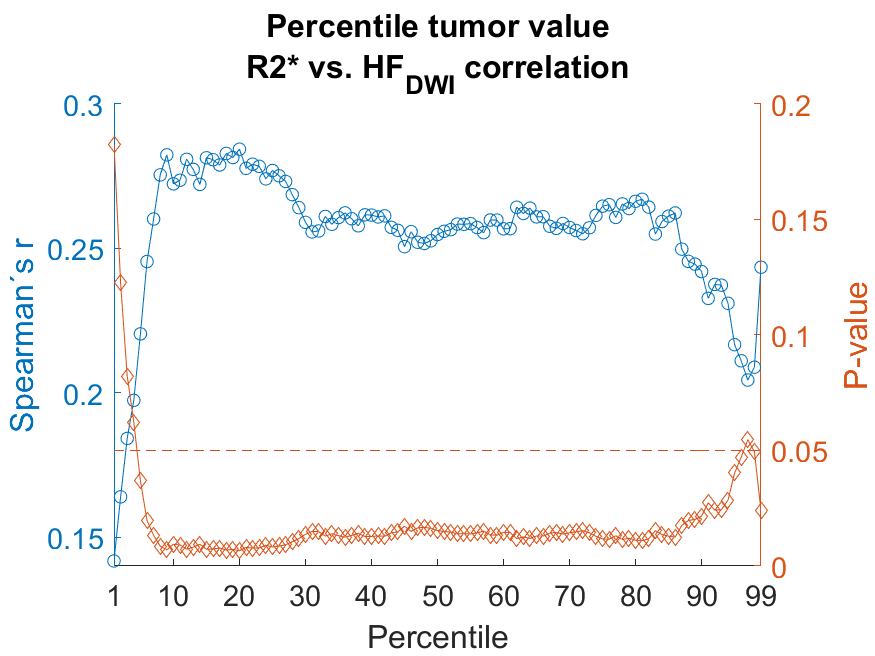 Percentile tumor value
R2* vs. HF_DWI correlation
0.3
0.25
0.2
0.15
Spearman´s r
0.2
0.15
0.1
0.05
0
P-value
1 10 20 30 40 50 60 70 80 90 99
Percentile